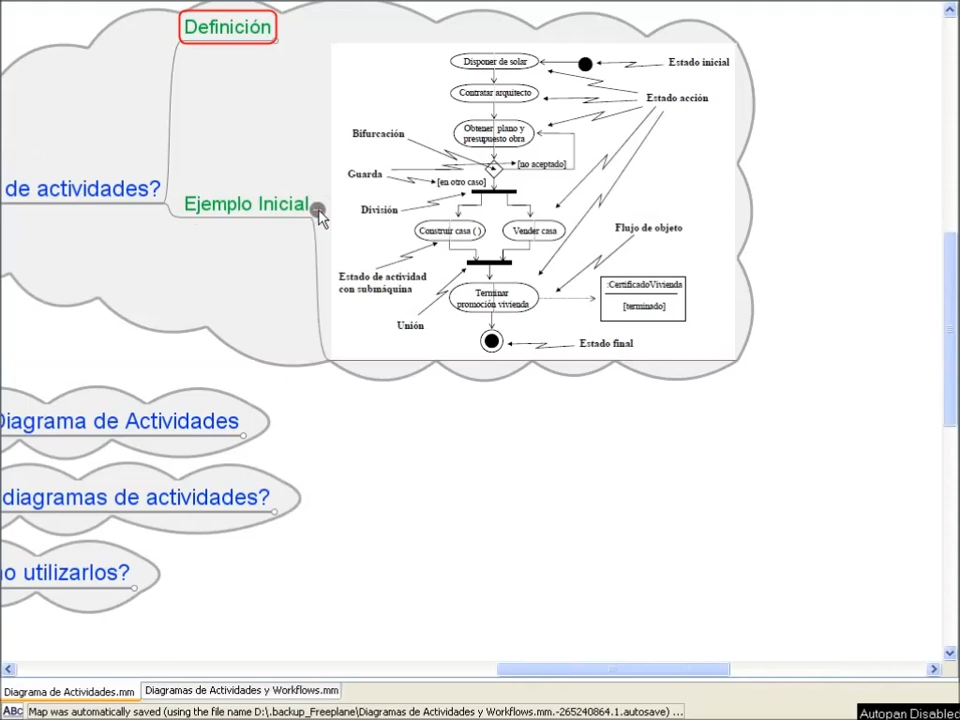 Definición
Disponer de solar
Estado inicial
Contratar arquitecto
Estado acción
Obtener plano y
presupuesto obra
Bifurcación
[no aceptado]
Guarda
[en otro caso]
de actividades?
Ejemplo Inicial
División
Construir casa ( )
Vender casa
Flujo de objeto
Estado de actividad
con submáquina
:CertificadoVivienda
[terminado]
Terminar
promoción vivienda
Unión
Estado final
Diagrama de Actividades
diagramas de actividades?
no utilizarlos?
Diagrama de Actividades.mm
Diagramas de Actividades y Workflows.mm
ABC
Map was automatically saved (using the file name D:\.backup_Freeplane\Diagramas de Actividades y Workflows.mm.-265240864.1.autosave) ...
Autopan Disabled